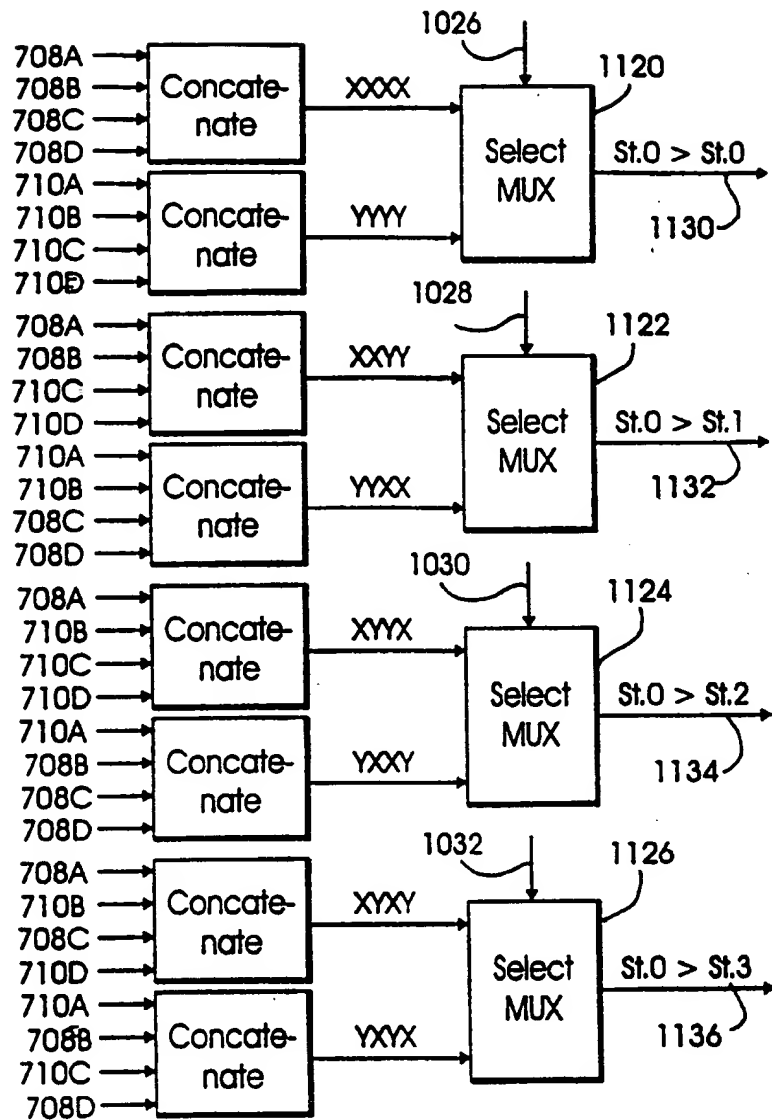 1026
708A
708B
708C
708D
Concate-
nate
XXXX
1120
Select
MUX
St.0 > St.0
1130
710A
710B
710C
710D
Concate-
nate
YYYY
1028
708A
708B
710C
710D
Concate-
nate
XXYY
1122
Select
MUX
St.0 > St.1
1132
710A
710B
708C
708D
Concate-
nate
YYXX
1030
708A
710B
710C
710D
Concate-
nate
XYYX
1124
Select
MUX
St.0 > St.2
1134
710A
708B
708C
708D
Concate-
nate
YXXY
1032
708A
710B
708C
710D
Concate-
nate
XYXY
1126
Select
MUX
St.0 > St.3
1136
710A
708B
710C
708D
Concate-
nate
YXYX